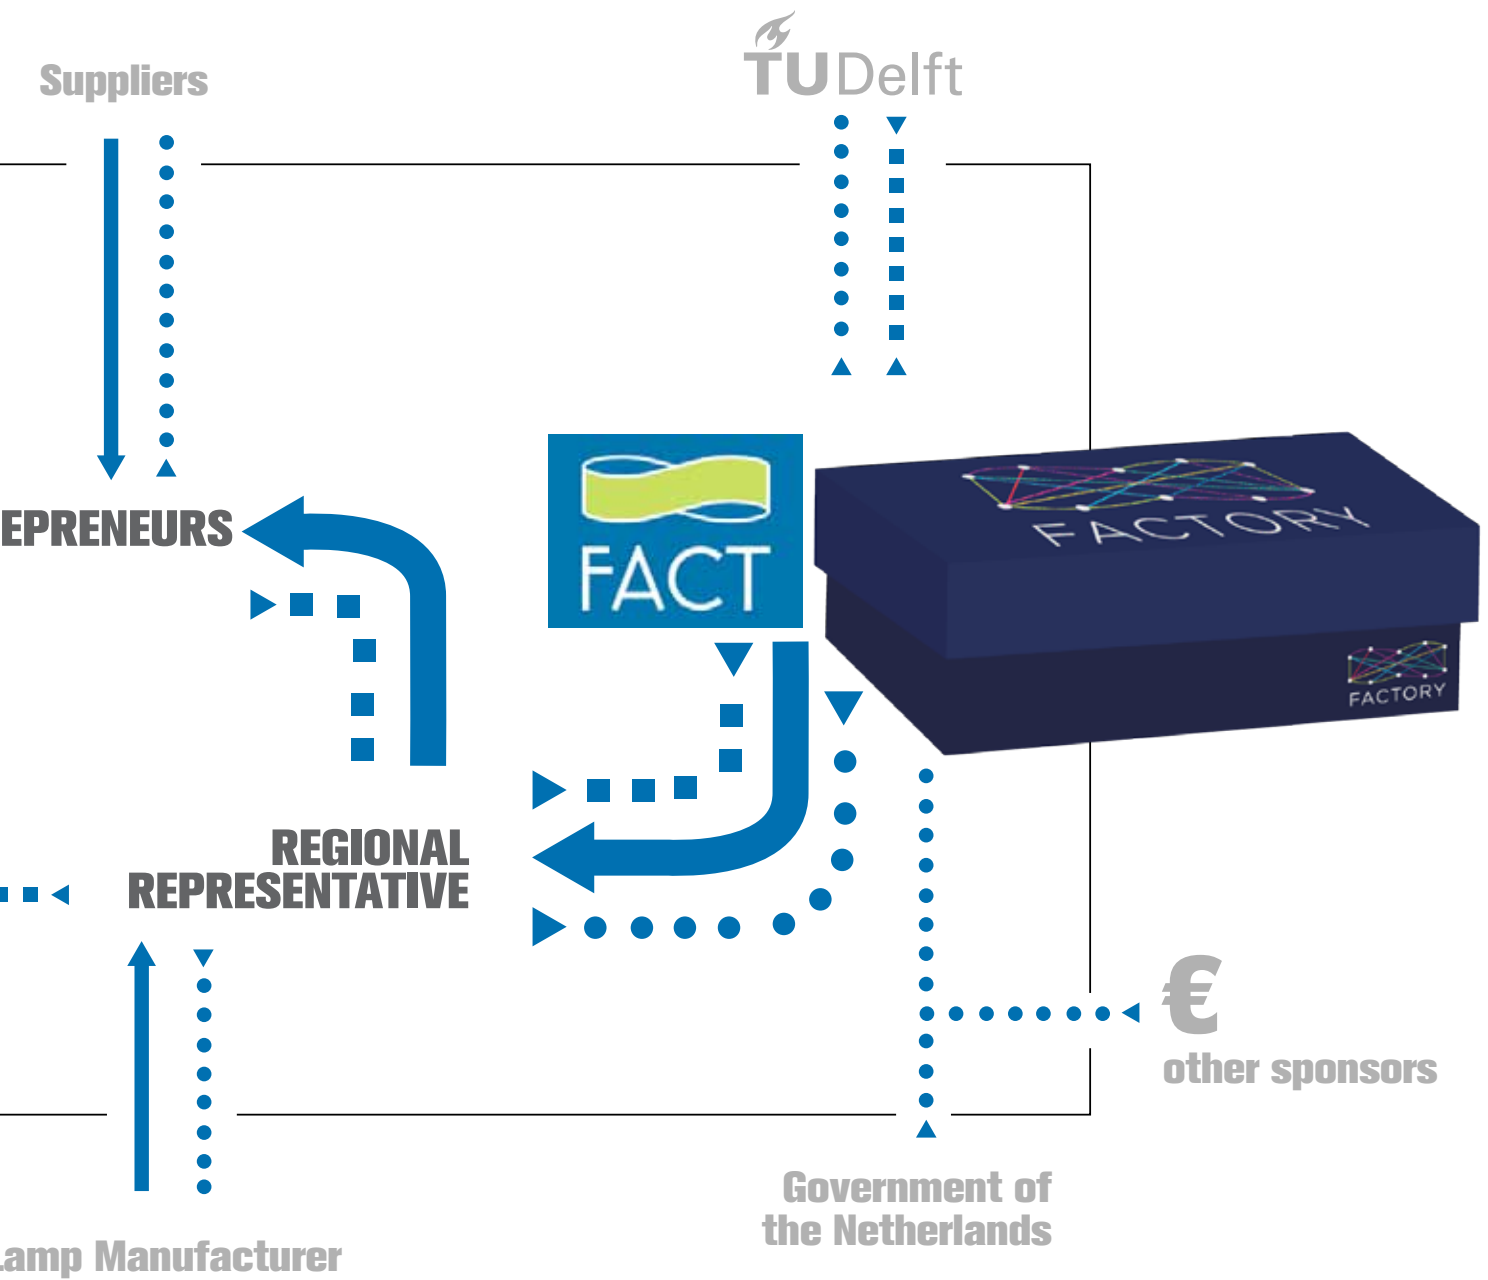 TUDelft
Suppliers
EPRENEURS
FACT
FACTORY
FACTORY
REGIONAL
REPRESENTATIVE
€
other sponsors
Government of
the Netherlands
amp Manufacturer